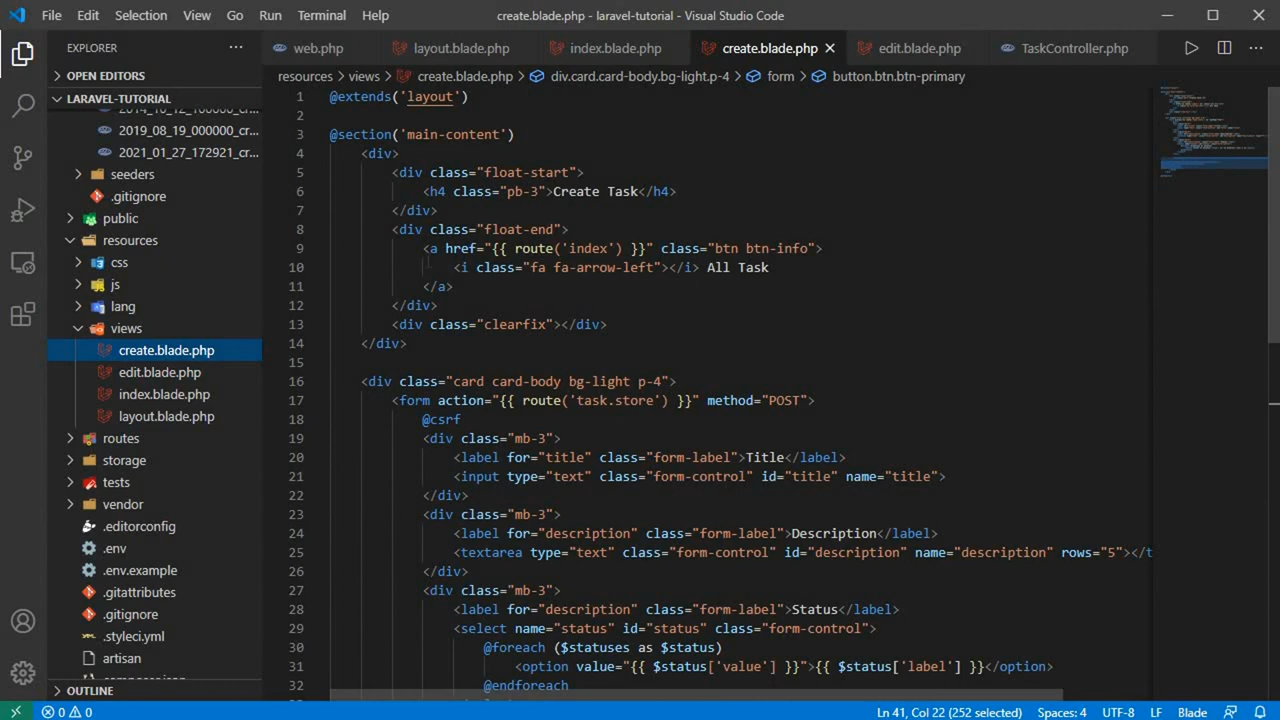 File Edit Selection View Go Run Terminal Help
create.blade.php - laravel-tutorial - Visual Studio Code
EXPLORER
OPEN EDITORS
LARAVEL-TUTORIAL
2019_08_19_000000_cr...
2021_01_27_172921_cr...
seeders
.gitignore
public
resources
css
js
lang
views
create.blade.php
edit.blade.php
index.blade.php
layout.blade.php
routes
storage
tests
vendor
.editorconfig
.env
.env.example
.gitattributes
.gitignore
.styleci.yml
artisan
OUTLINE
web.php layout.blade.php index.blade.php create.blade.php edit.blade.php TaskController.php
resources > views > create.blade.php > div.card.card-body.bg-light.p-4 > form > button.btn.btn-primary
1 @extends('layout')
2
3 @section('main-content')
4 <div>
5 <div class="float-start">
6 <h4 class="pb-3">Create Task</h4>
7 </div>
8 <div class="float-end">
9 <a href="{{ route('index') }}" class="btn btn-info">
10 <i class="fa fa-arrow-left"></i> All Task
11 </a>
12 </div>
13 <div class="clearfix"></div>
14 </div>
15
16 <div class="card card-body bg-light p-4">
17 <form action="{{ route('task.store') }}" method="POST">
18 @csrf
19 <div class="mb-3">
20 <label for="title" class="form-label">Title</label>
21 <input type="text" class="form-control" id="title" name="title">
22 </div>
23 <div class="mb-3">
24 <label for="description" class="form-label">Description</label>
25 <textarea type="text" class="form-control" id="description" name="description" rows="5"></t
26 </div>
27 <div class="mb-3">
28 <label for="description" class="form-label">Status</label>
29 <select name="status" id="status" class="form-control">
30 @foreach ($statuses as $status)
31 <option value="{{ $status['value'] }}">{{ $status['label'] }}</option>
32 @endforeach
0 0 Ln 41, Col 22 (252 selected) Spaces: 4 UTF-8 LF Blade